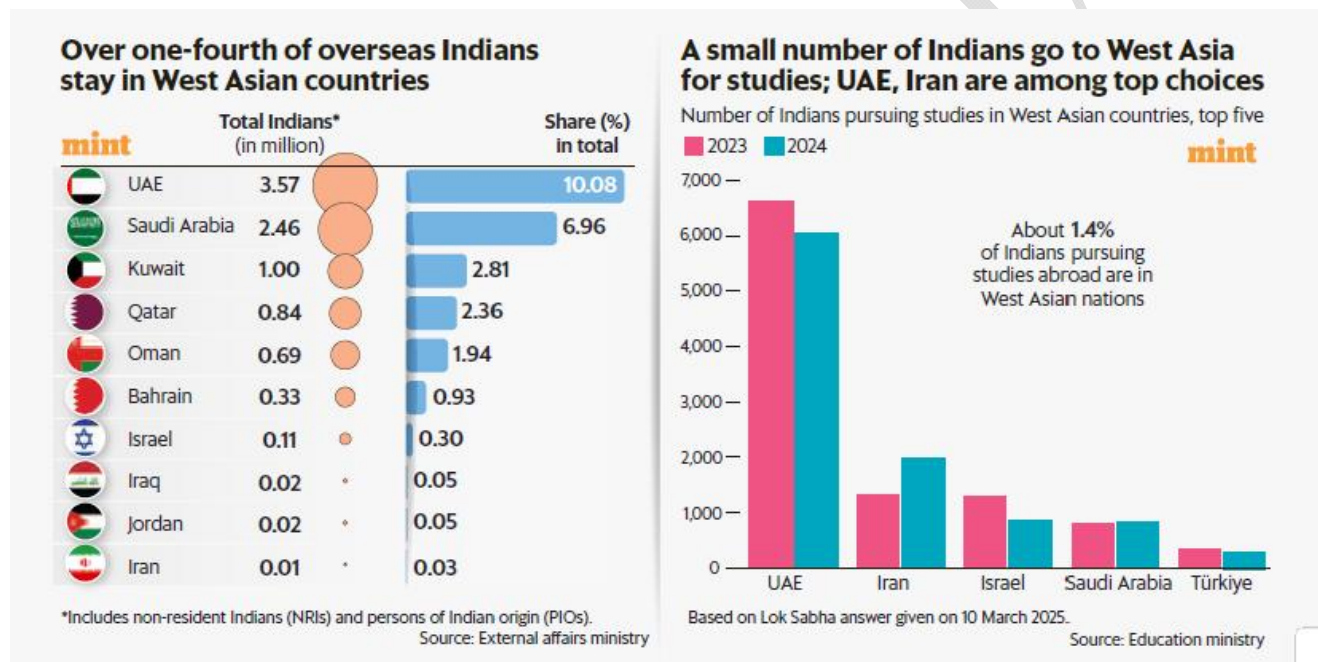 Over one-fourth of overseas Indians
stay in West Asian countries
mint
Total Indians*
(in million)
Share (%)
in total
UAE 3.57 10.08
Saudi Arabia 2.46 6.96
Kuwait 1.00 2.81
Qatar 0.84 2.36
Oman 0.69 1.94
Bahrain 0.33 0.93
Israel 0.11 0.30
Iraq 0.02 0.05
Jordan 0.02 0.05
Iran 0.01 0.03
*Includes non-resident Indians (NRIs) and persons of Indian origin (PIOs).
Source: External affairs ministry
A small number of Indians go to West Asia
for studies; UAE, Iran are among top choices
Number of Indians pursuing studies in West Asian countries, top five
2023 2024
mint
7,000
6,000
5,000
4,000
3,000
2,000
1,000
0
About 1.4%
of Indians pursuing
studies abroad are in
West Asian nations
UAE Iran Israel Saudi Arabia Türkiye
Based on Lok Sabha answer given on 10 March 2025.
Source: Education ministry